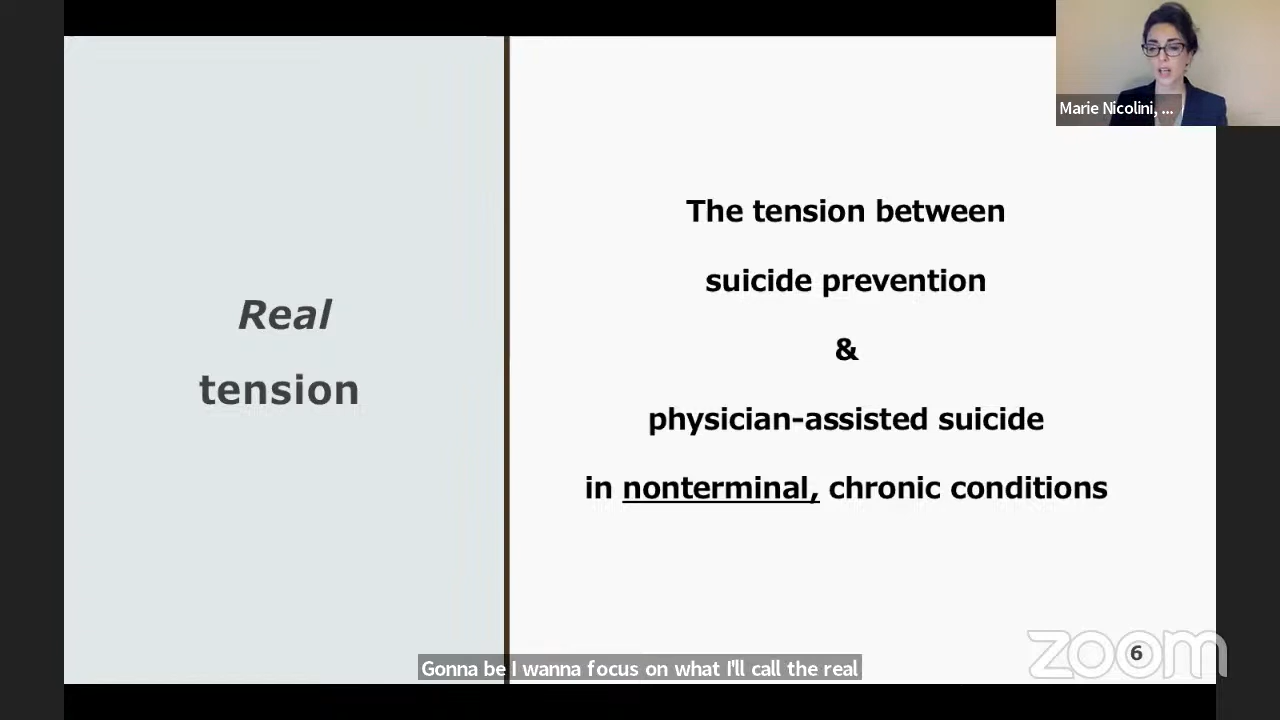 Marie Nicolini, ...
Real
tension
The tension between
suicide prevention
&
physician-assisted suicide
in nonterminal, chronic conditions
Gonna be I wanna focus on what I'll call the real
zoom
6